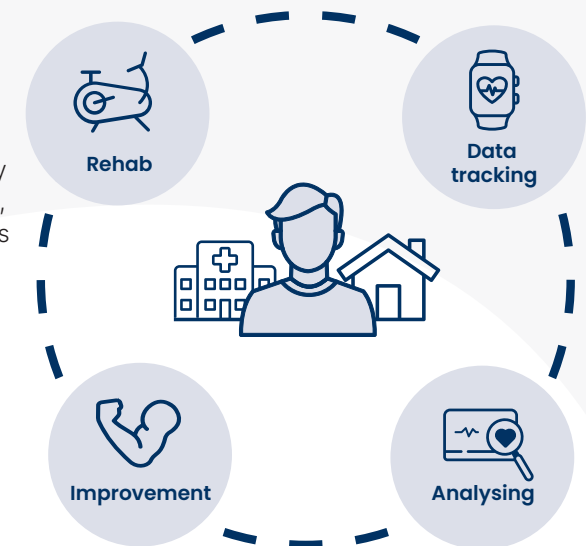 Rehab
Data
tracking
y
,
s
Improvement
Analysing